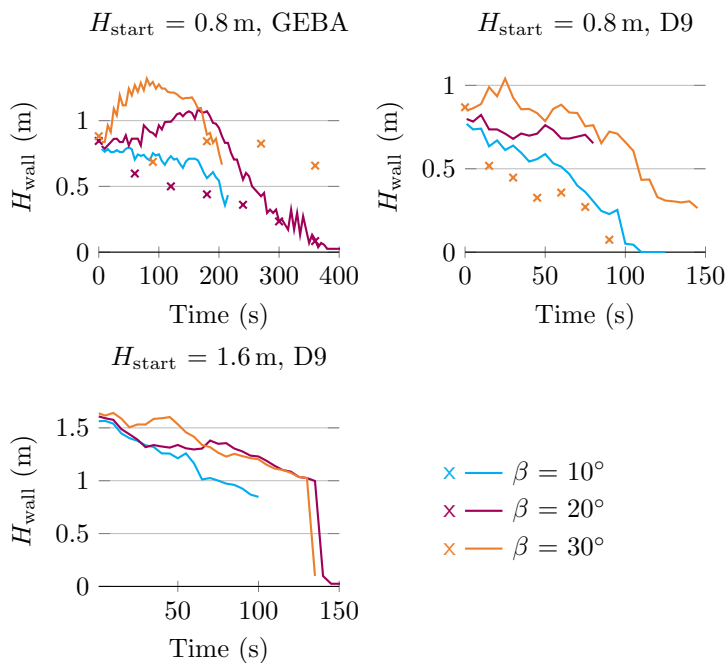 H_start = 0.8 m, GEBA
H_wall (m)
1
0.5
0
0 100 200 300 400
Time (s)
H_start = 0.8 m, D9
H_wall (m)
1
0.5
0
0 50 100 150
Time (s)
H_start = 1.6 m, D9
H_wall (m)
1.5
1
0.5
0
50 100 150
Time (s)
× β = 10°
× β = 20°
× β = 30°